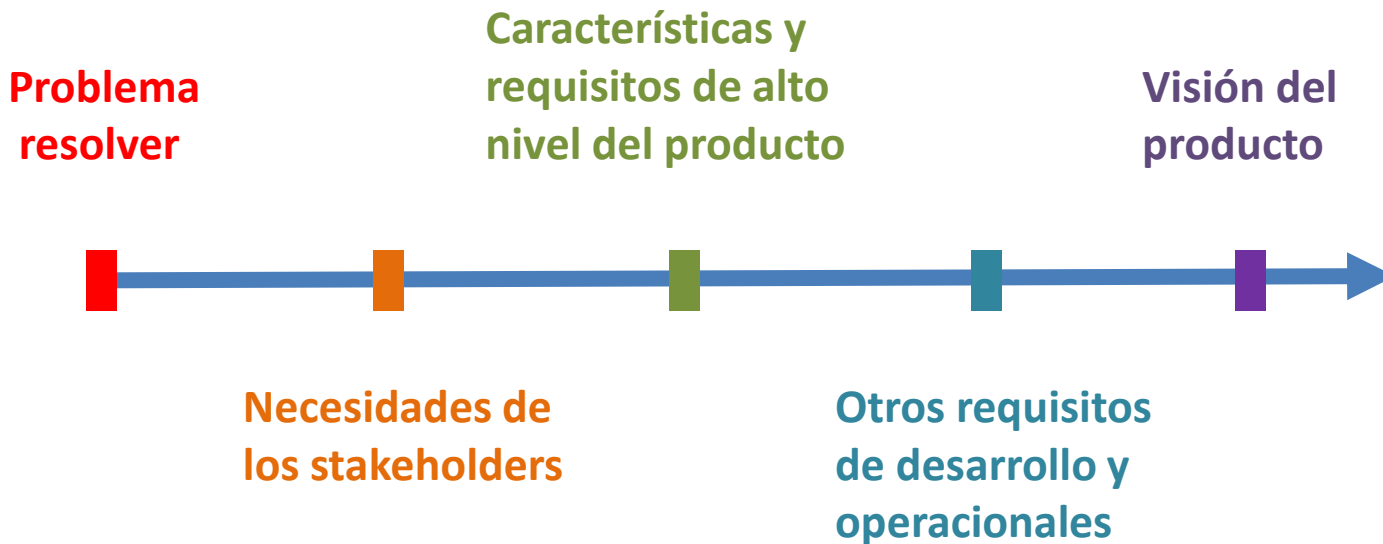 Problema
resolver
Necesidades de
los stakeholders
Características y
requisitos de alto
nivel del producto
Otros requisitos
de desarrollo y
operacionales
Visión del
producto